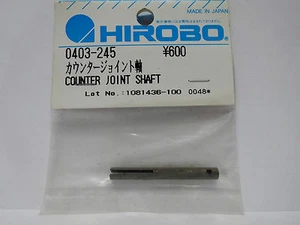 MADE IN JAPAN
HIROBO
0403-245 ¥600
カウンタージョイント軸
COUNTER JOINT SHAFT
Lot No.:1081436-100 0048*